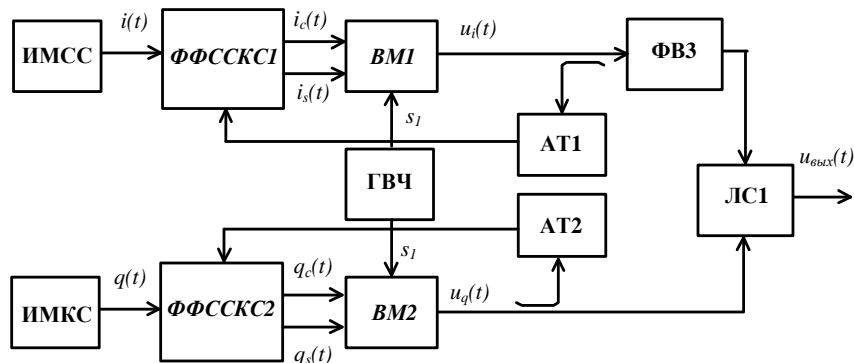 i(t)
i_c(t)
u_i(t)
ИМСС
ФФССКС1
ВМ1
ФВЗ
i_s(t)
s_1
АТ1
u_вых(t)
ГВЧ
ЛС1
АТ2
s_1
q(t)
q_c(t)
u_q(t)
ИМКС
ФФССКС2
ВМ2
q_s(t)